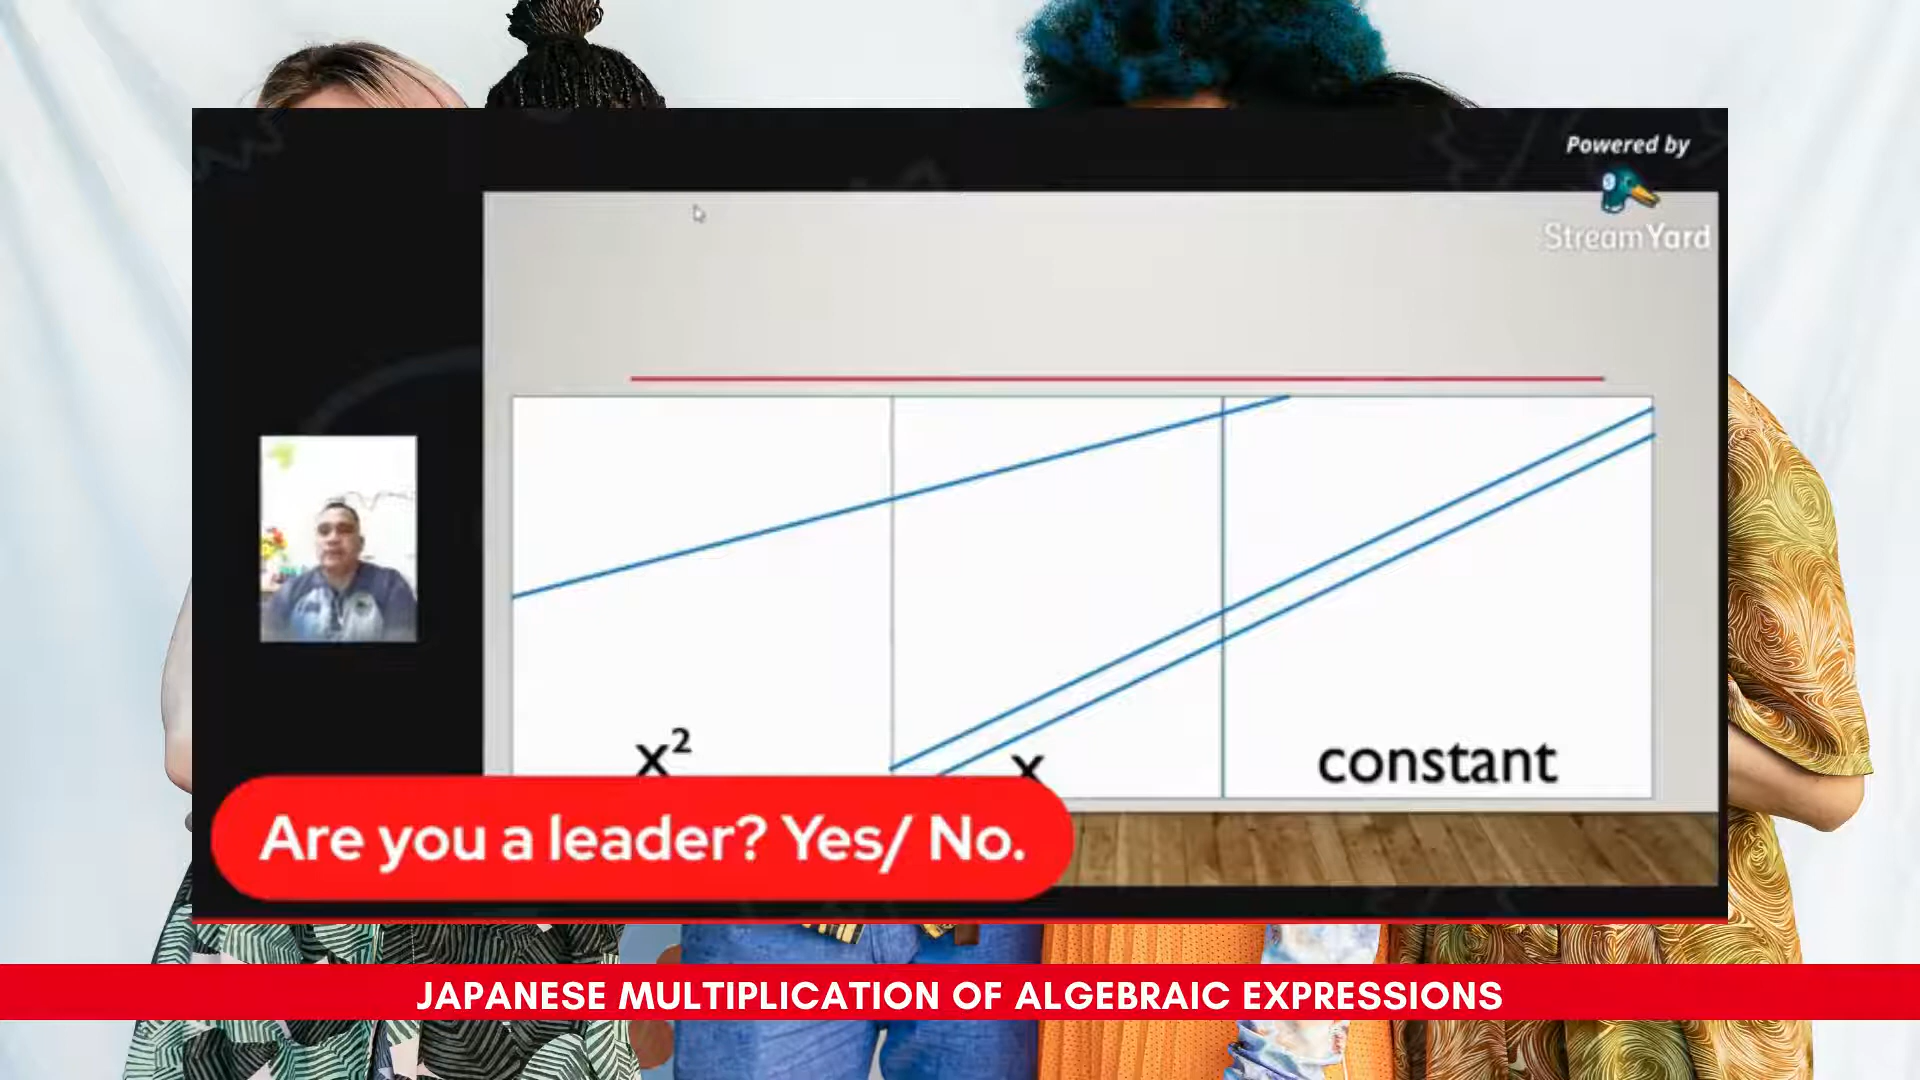 Powered by
StreamYard
x²
x
constant
Are you a leader? Yes/ No.
JAPANESE MULTIPLICATION OF ALGEBRAIC EXPRESSIONS